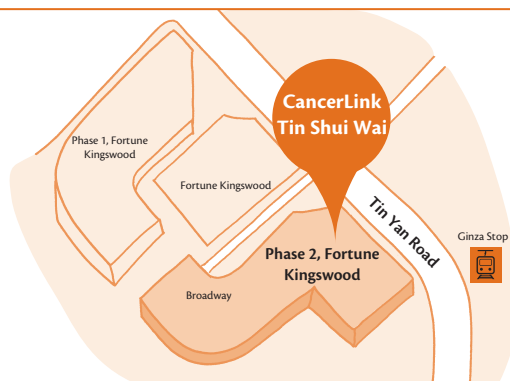 CancerLink
Tin Shui Wai
Phase 1, Fortune
Kingswood
Fortune Kingswood
Tin Yan Road
Ginza Stop
Phase 2, Fortune
Kingswood
Broadway